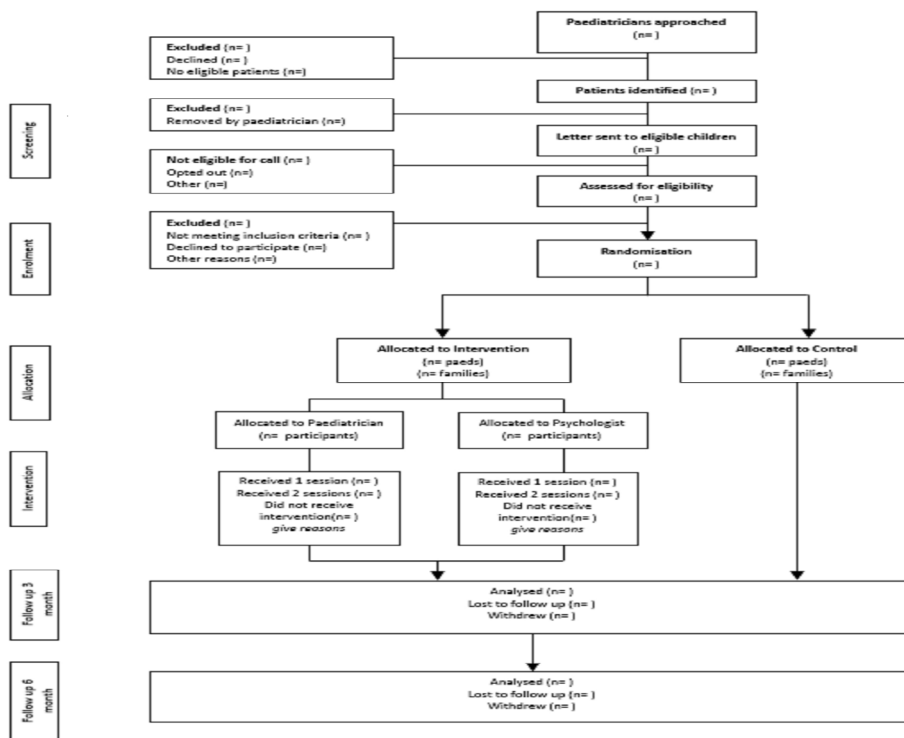 Paediatricians approached
(n= )
Excluded (n= )
Declined (n= )
No eligible patients (n=)
Patients identified (n= )
Excluded (n= )
Removed by paediatrician (n=)
Screening
Letter sent to eligible children
(n= )
Not eligible for call (n= )
Opted out (n=)
Other (n=)
Assessed for eligibility
(n= )
Excluded (n= )
Not meeting inclusion criteria (n= )
Declined to participate (n=)
Other reasons (n=)
Enrolment
Randomisation
(n= )
Allocation
Allocated to Intervention
(n= paeds)
(n= families)
Allocated to Control
(n= paeds)
(n= families)
Allocated to Paediatrician
(n= participants)
Allocated to Psychologist
(n= participants)
Intervention
Received 1 session (n= )
Received 2 sessions (n= )
Did not receive
intervention(n= )
give reasons
Received 1 session (n= )
Received 2 sessions (n= )
Did not receive
intervention(n= )
give reasons
Follow up 3
month
Analysed (n= )
Lost to follow up (n= )
Withdrew (n= )
Follow up 6
month
Analysed (n= )
Lost to follow up (n= )
Withdrew (n= )